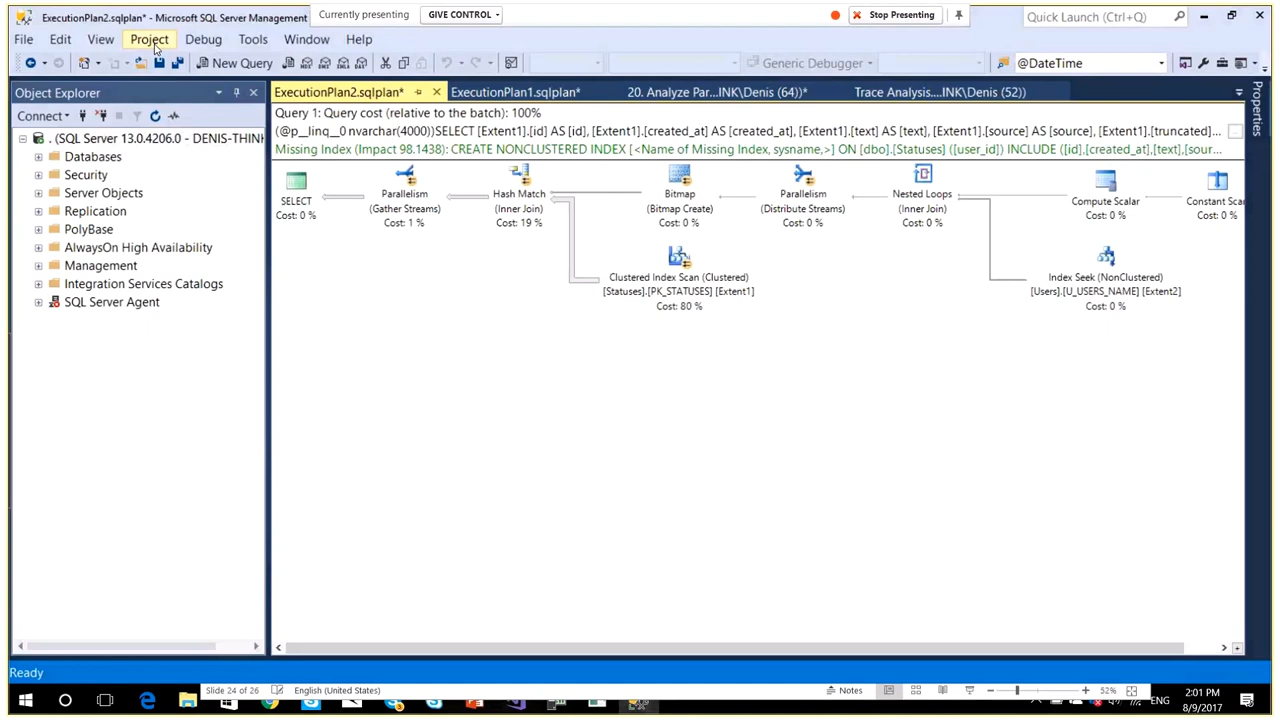 ExecutionPlan2.sqlplan* - Microsoft SQL Server Management
Currently presenting
GIVE CONTROL
Stop Presenting
Quick Launch (Ctrl+Q)
File Edit View Project Debug Tools Window Help
New Query
Generic Debugger
@DateTime
Object Explorer
ExecutionPlan2.sqlplan*
ExecutionPlan1.sqlplan*
20. Analyze Par...INK\Denis (64))*
Trace Analysis....INK\Denis (52))
Properties
Connect
. (SQL Server 13.0.4206.0 - DENIS-THINK
Databases
Security
Server Objects
Replication
PolyBase
AlwaysOn High Availability
Management
Integration Services Catalogs
SQL Server Agent
Query 1: Query cost (relative to the batch): 100%
(@p__linq__0 nvarchar(4000))SELECT [Extent1].[id] AS [id], [Extent1].[created_at] AS [created_at], [Extent1].[text] AS [text], [Extent1].[source] AS [source], [Extent1].[truncated]...
Missing Index (Impact 98.1438): CREATE NONCLUSTERED INDEX [<Name of Missing Index, sysname,>] ON [dbo].[Statuses] ([user_id]) INCLUDE ([id],[created_at],[text],[sour...
SELECT
Cost: 0 %
Parallelism
(Gather Streams)
Cost: 1 %
Hash Match
(Inner Join)
Cost: 19 %
Bitmap
(Bitmap Create)
Cost: 0 %
Parallelism
(Distribute Streams)
Cost: 0 %
Nested Loops
(Inner Join)
Cost: 0 %
Compute Scalar
Cost: 0 %
Constant Scan
Cost: 0 %
Clustered Index Scan (Clustered)
[Statuses].[PK_STATUSES] [Extent1]
Cost: 80 %
Index Seek (NonClustered)
[Users].[U_USERS_NAME] [Extent2]
Cost: 0 %
Ready
Slide 24 of 26
English (United States)
Notes
52%
ENG
2:01 PM
8/9/2017